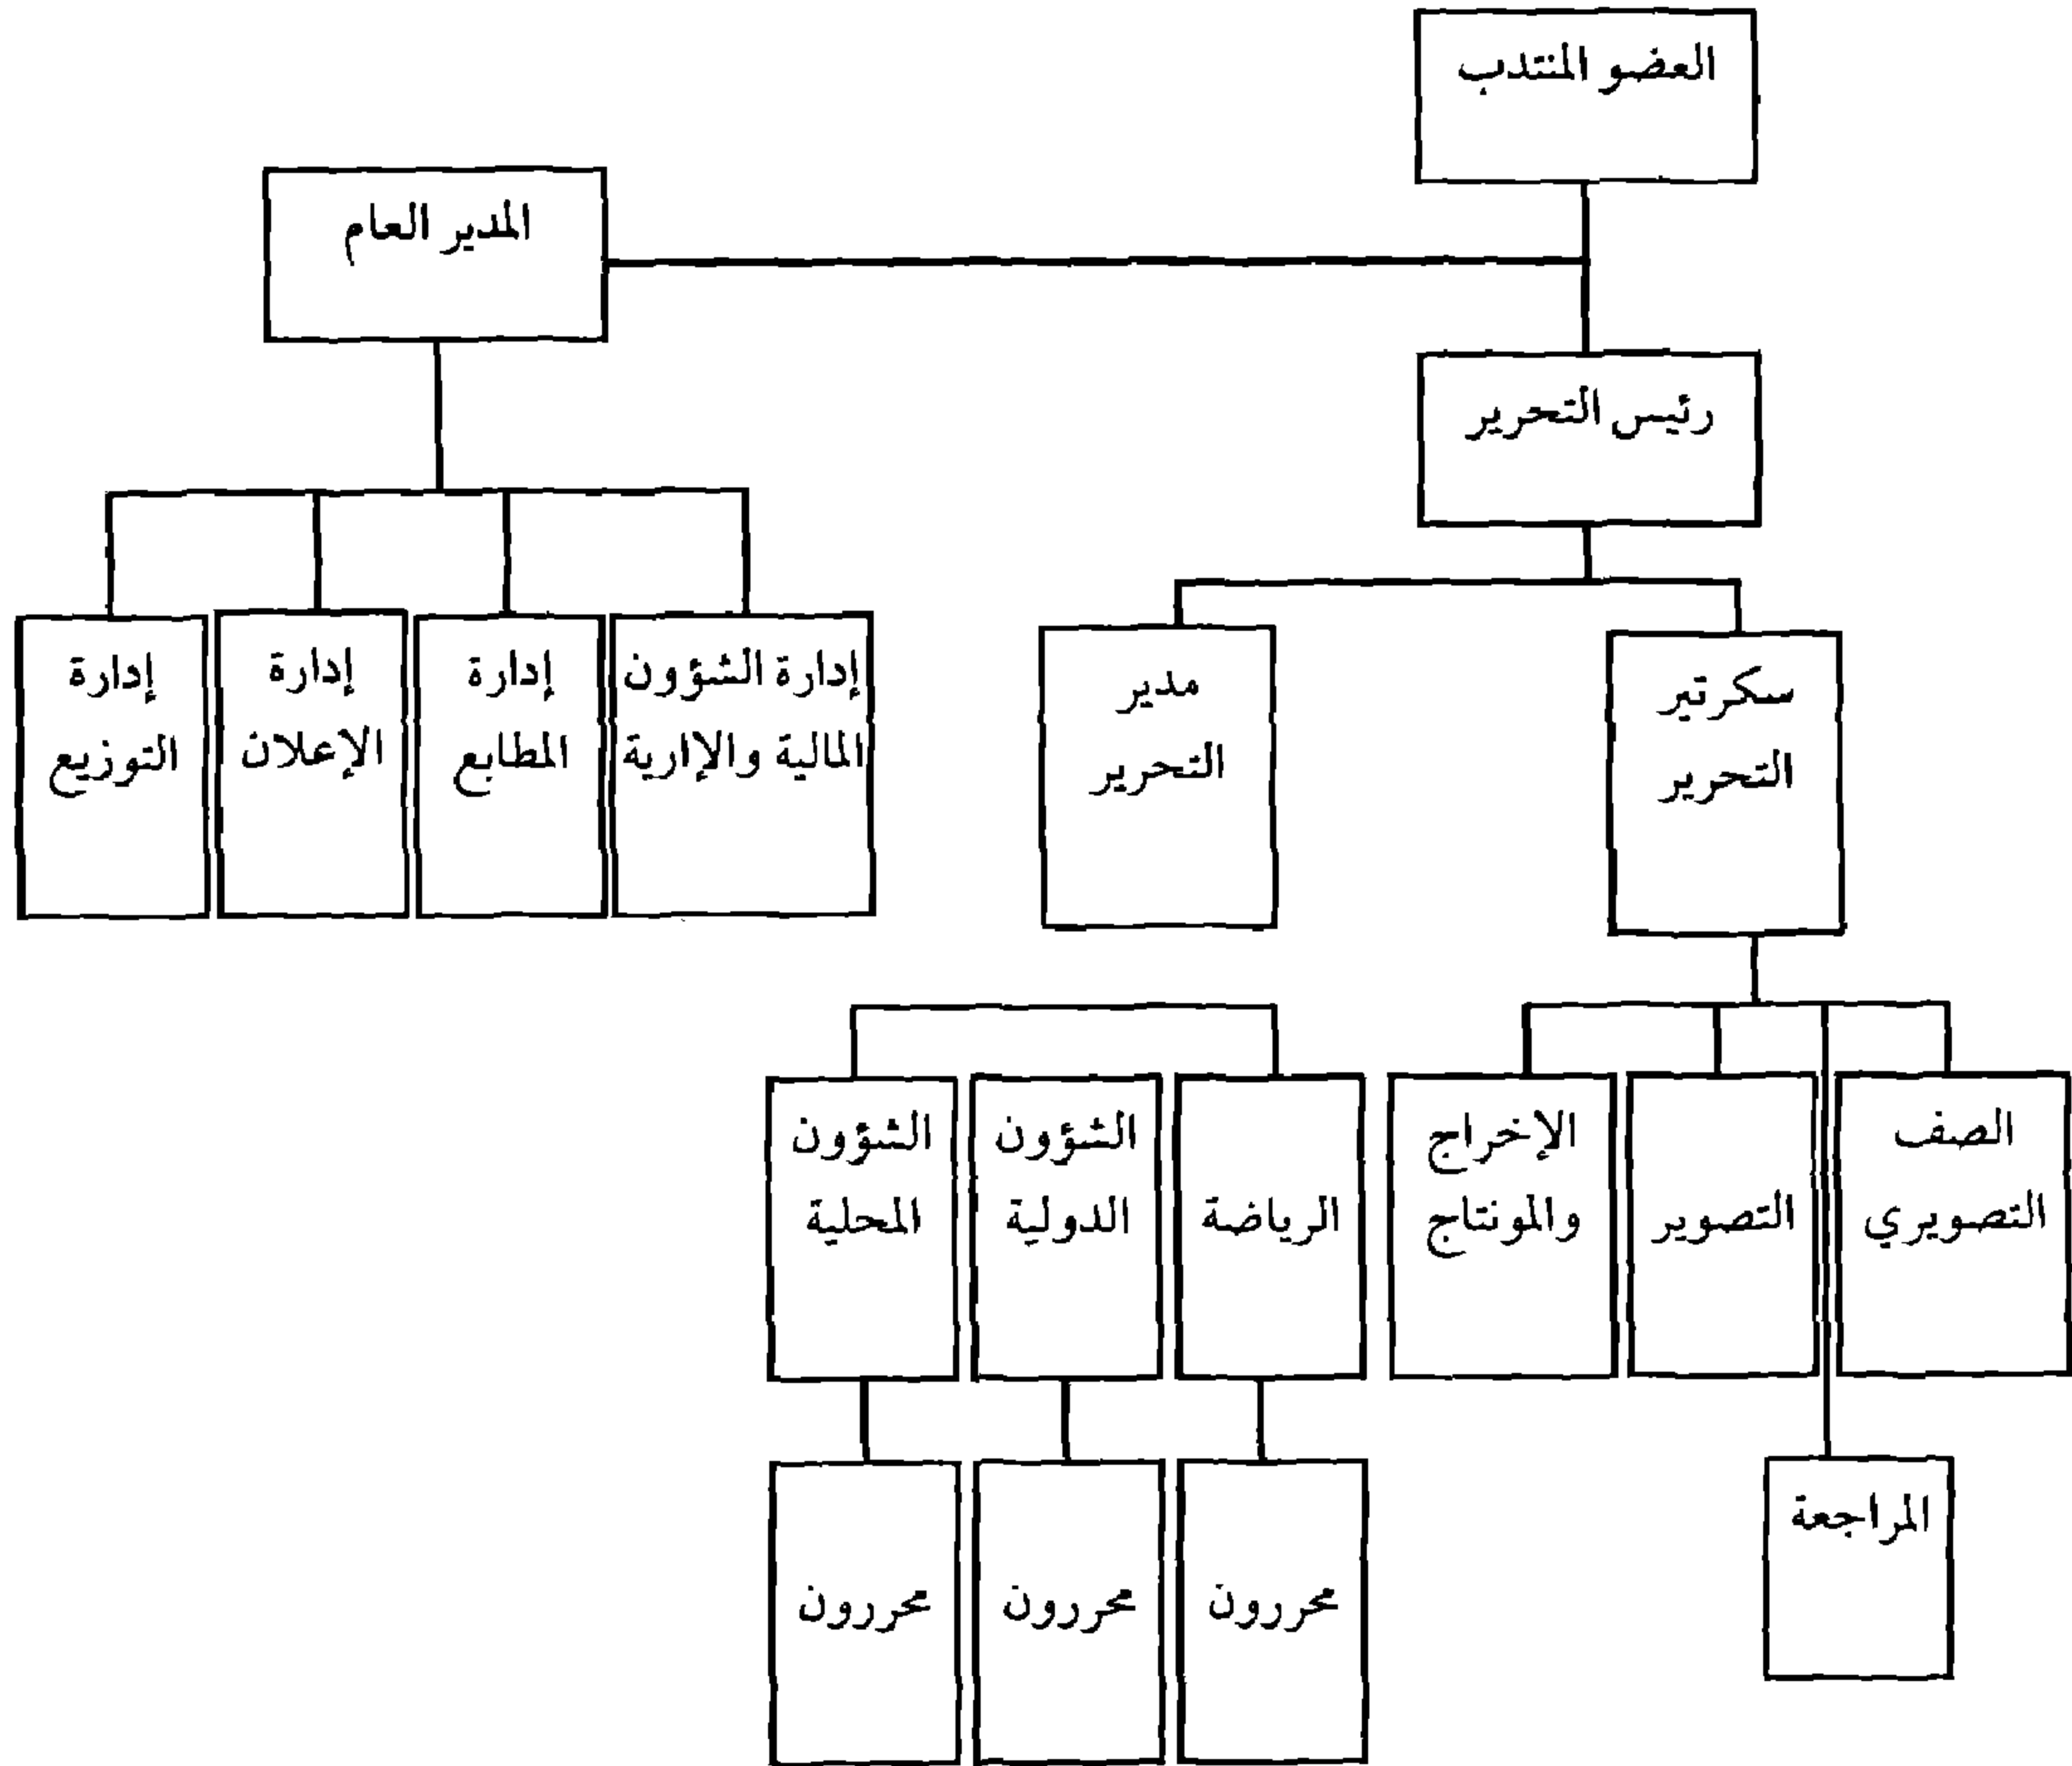 العضو المنتدب
المدير العام
رئيس التحرير
سكرتير
التحرير
مدير
التحرير
إدارة الشؤون
المالية والإارية
إدارة
المطابع
إدارة
الإعلان
إدارة
التوزيع
الصف
التصويري
التصوير
الإخراج
والمونتاج
الرياضة
الشؤون
الدولية
الشؤون
المحلية
المراجعة
محررون
محررون
محررون